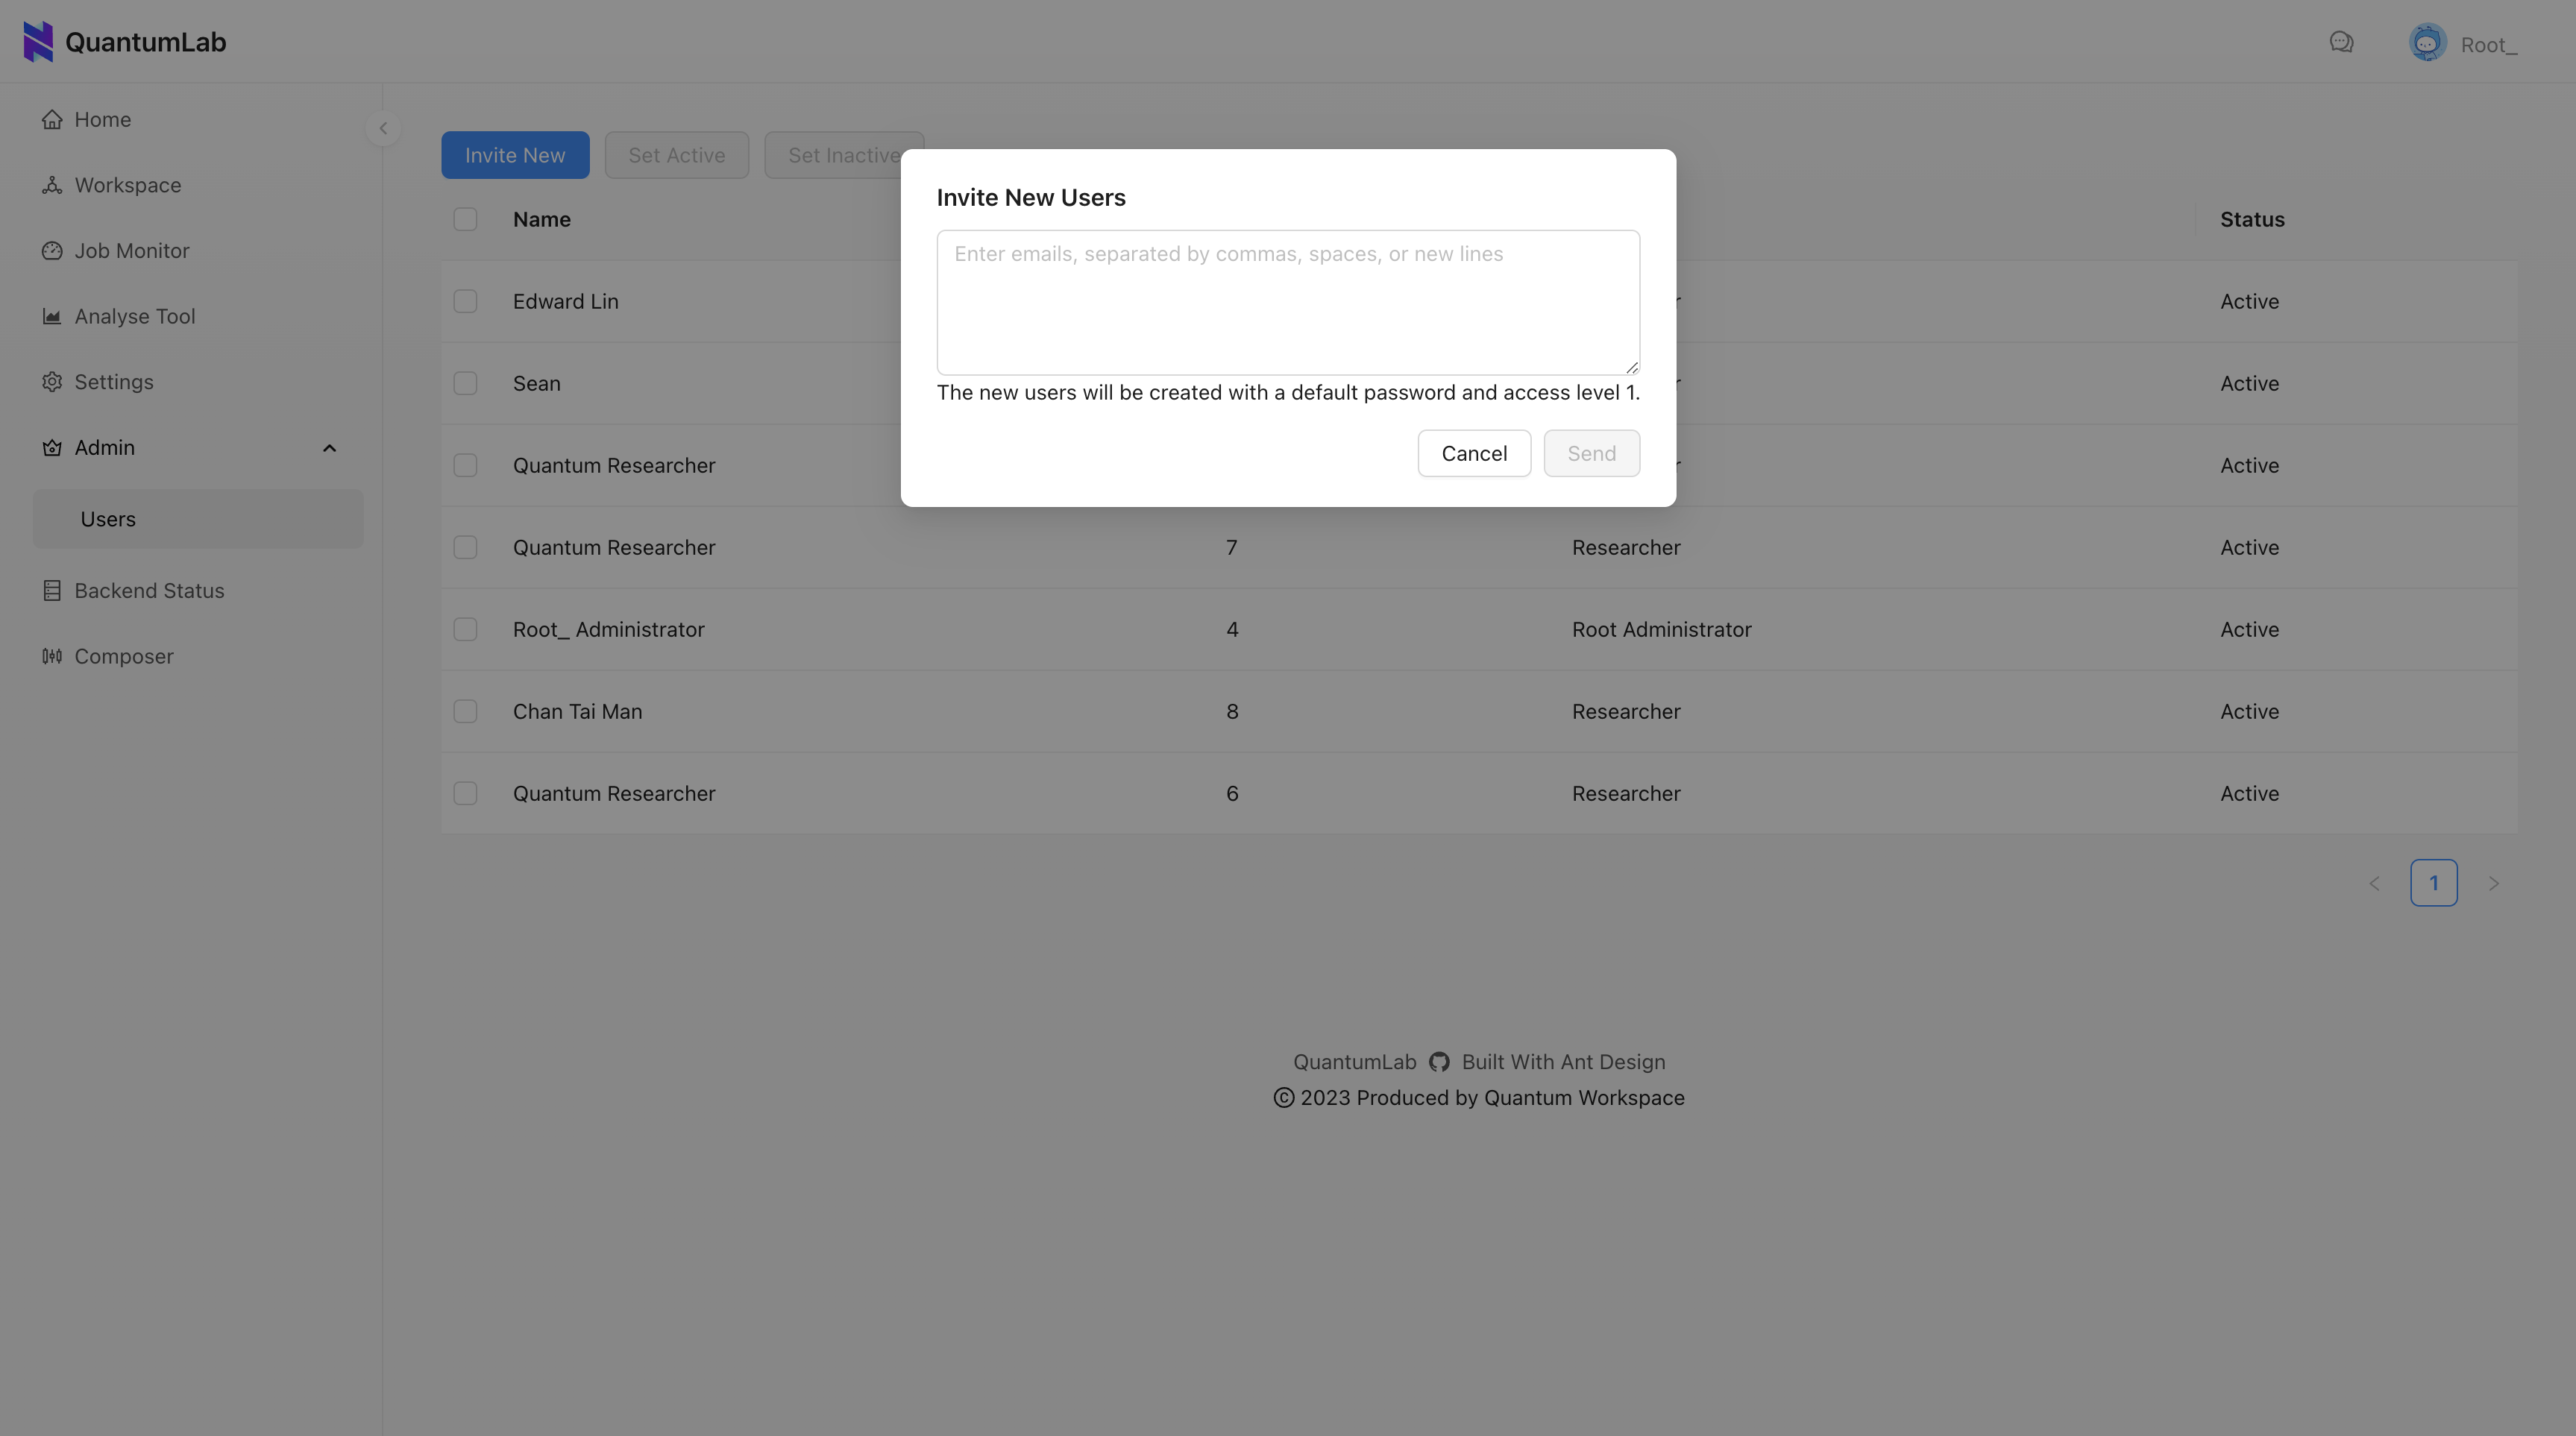 QuantumLab
Root_
Home
Workspace
Job Monitor
Analyse Tool
Settings
Admin
Users
Backend Status
Composer
Invite New Set Active Set Inactive
Name Status
Edward Lin Active
Sean Active
Quantum Researcher Active
Quantum Researcher 7 Researcher Active
Root_ Administrator 4 Root Administrator Active
Chan Tai Man 8 Researcher Active
Quantum Researcher 6 Researcher Active
1
Invite New Users
Enter emails, separated by commas, spaces, or new lines
The new users will be created with a default password and access level 1.
Cancel Send
QuantumLab Built With Ant Design
© 2023 Produced by Quantum Workspace